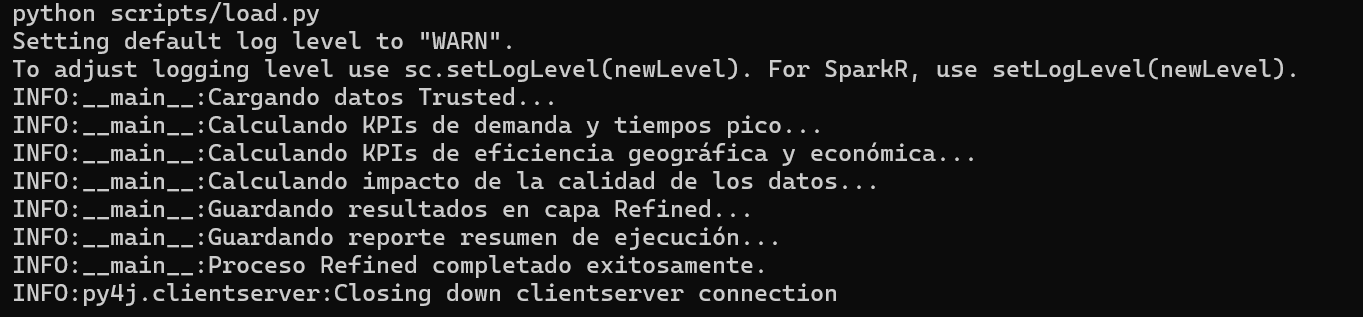 python scripts/load.py
Setting default log level to "WARN".
To adjust logging level use sc.setLogLevel(newLevel). For SparkR, use setLogLevel(newLevel).
INFO:__main__:Cargando datos Trusted...
INFO:__main__:Calculando KPIs de demanda y tiempos pico...
INFO:__main__:Calculando KPIs de eficiencia geográfica y económica...
INFO:__main__:Calculando impacto de la calidad de los datos...
INFO:__main__:Guardando resultados en capa Refined...
INFO:__main__:Guardando reporte resumen de ejecución...
INFO:__main__:Proceso Refined completado exitosamente.
INFO:py4j.clientserver:Closing down clientserver connection